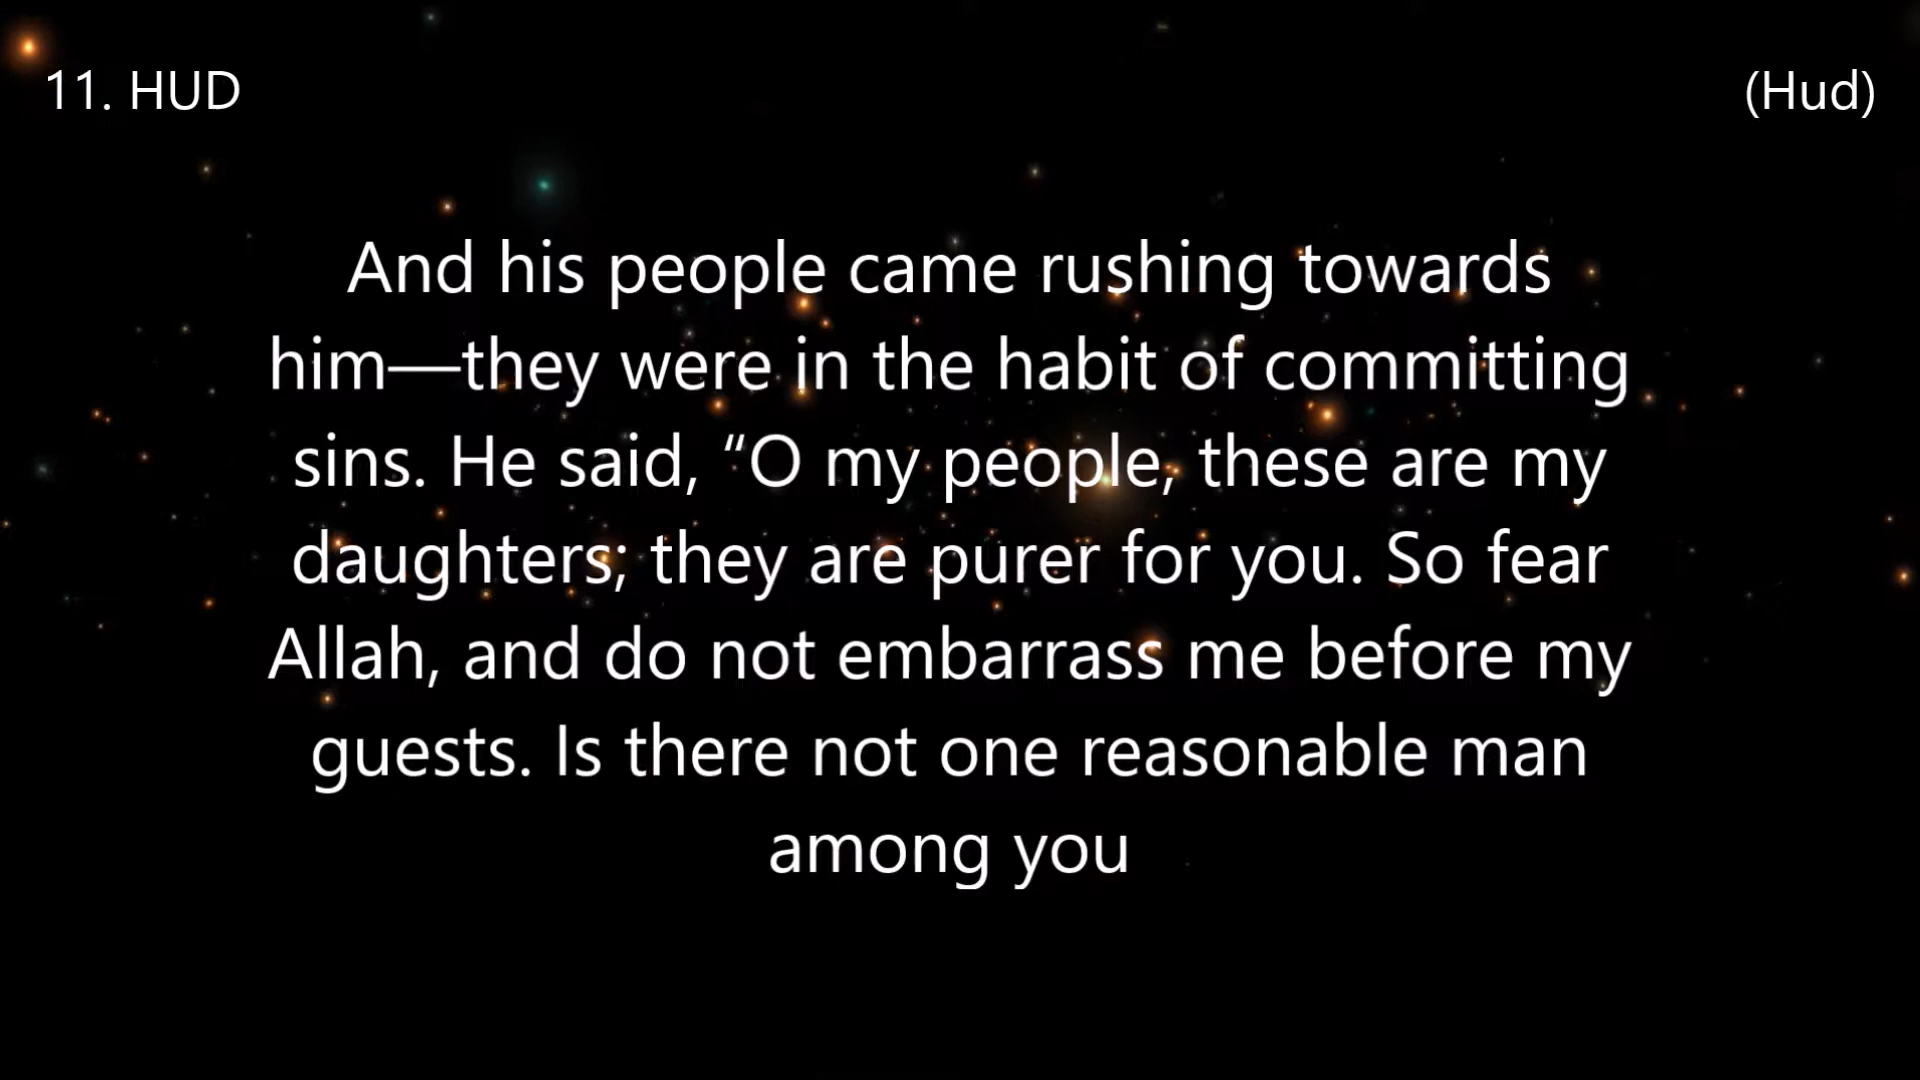 11. HUD
(Hud)
And his people came rushing towards
him—they were in the habit of committing
sins. He said, “O my people, these are my
daughters; they are purer for you. So fear
Allah, and do not embarrass me before my
guests. Is there not one reasonable man
among you